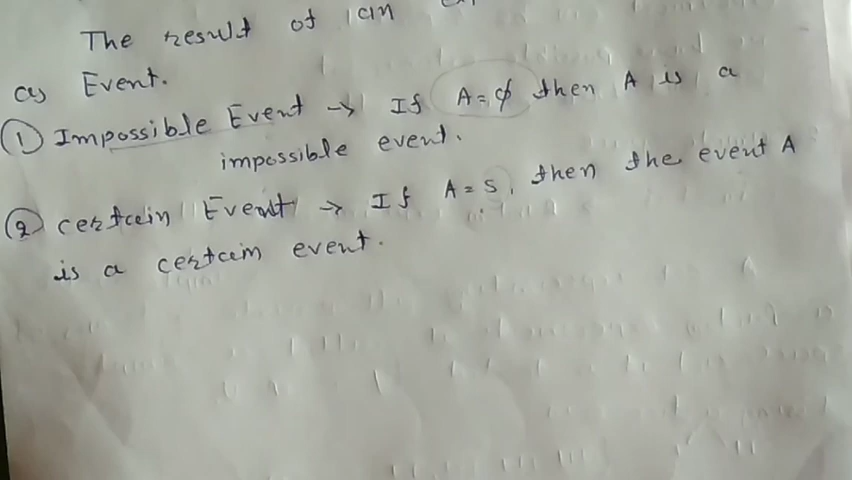 The result of an
as Event.
① Impossible Event → If A = φ then A is a
impossible event.
② certain Event → If A = S, then the event A
is a certain event.